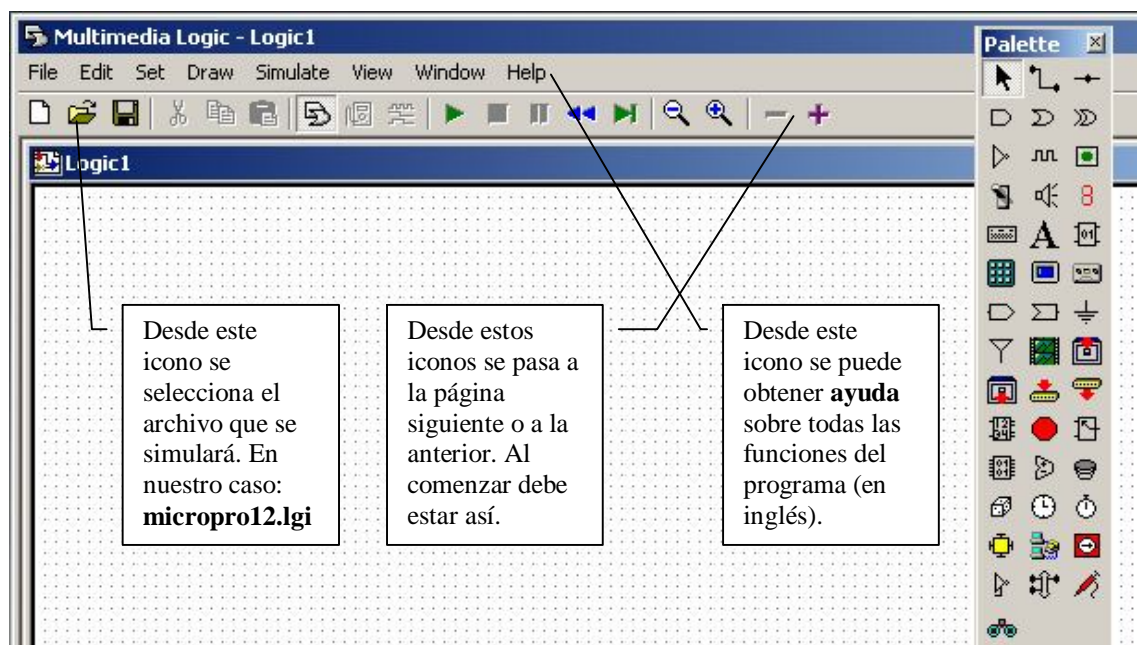 Multimedia Logic - Logic1
File Edit Set Draw Simulate View Window Help
Palette
Logic1
Desde este
icono se
selecciona el
archivo que se
simulará. En
nuestro caso:
micropro12.lgi
Desde estos
iconos se pasa a
la página
siguiente o a la
anterior. Al
comenzar debe
estar así.
Desde este
icono se puede
obtener ayuda
sobre todas las
funciones del
programa (en
inglés).
8
A